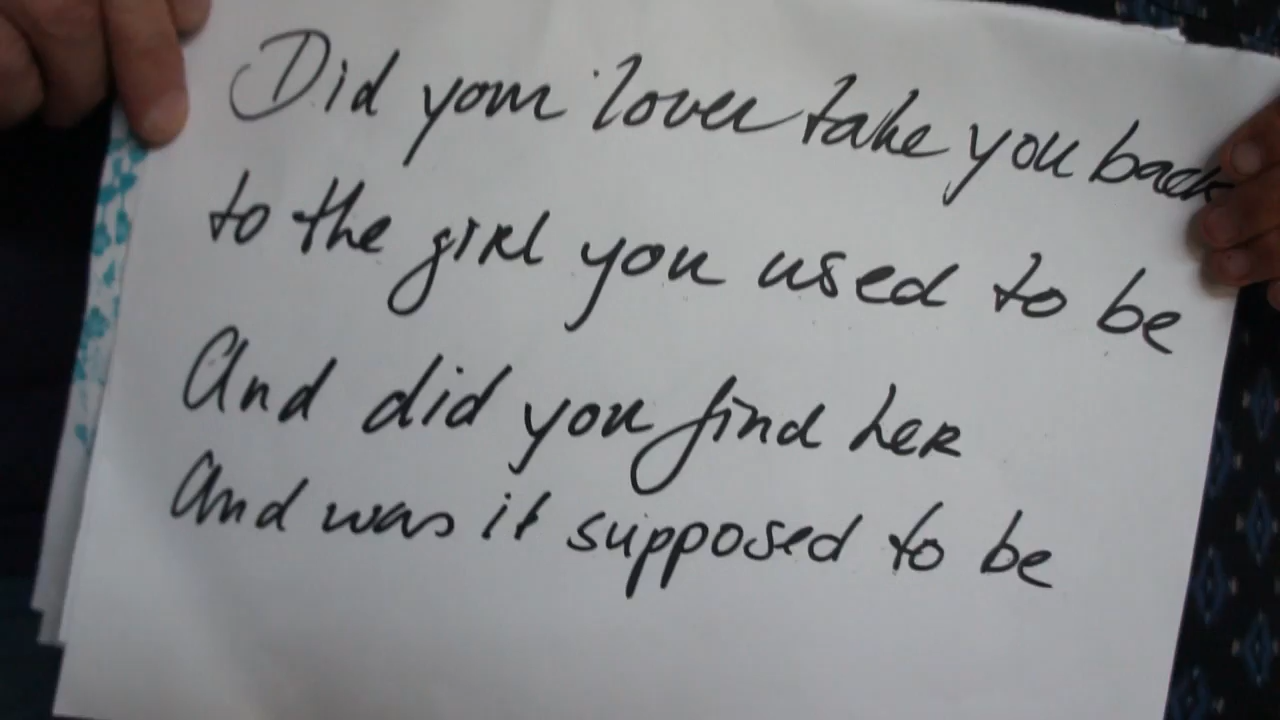 Did your lover take you back
to the girl you used to be
And did you find her
And was it supposed to be